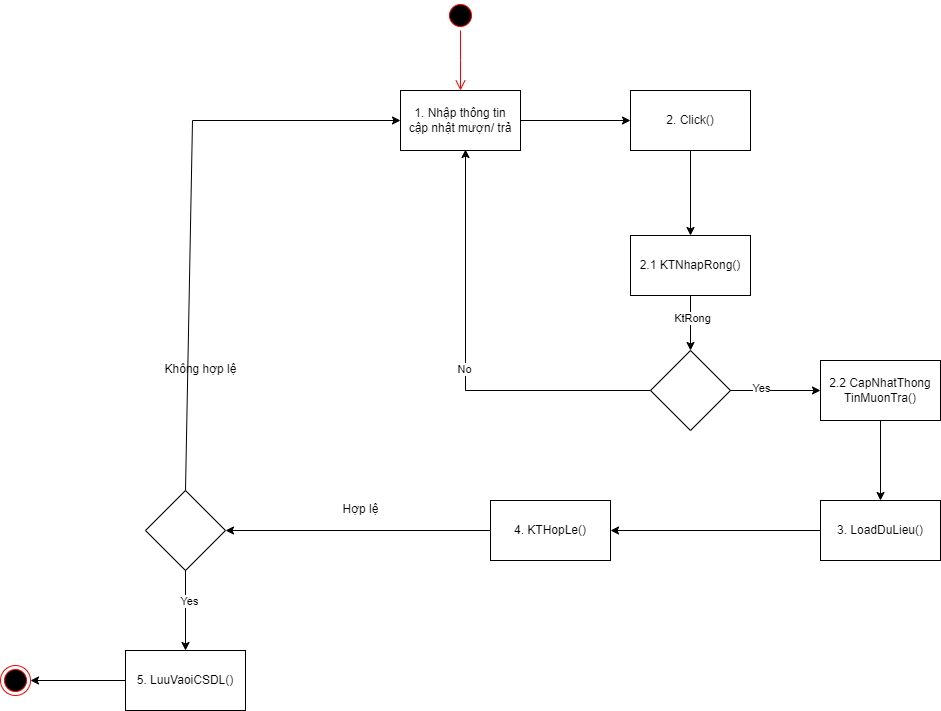 1. Nhập thông tin
cập nhật mượn/ trả
2. Click()
2.1 KTNhapRong()
KtRong
Không hợp lệ
No
Yes
2.2 CapNhatThong
TinMuonTra()
Hợp lệ
4. KTHopLe()
3. LoadDuLieu()
Yes
5. LuuVaoiCSDL()